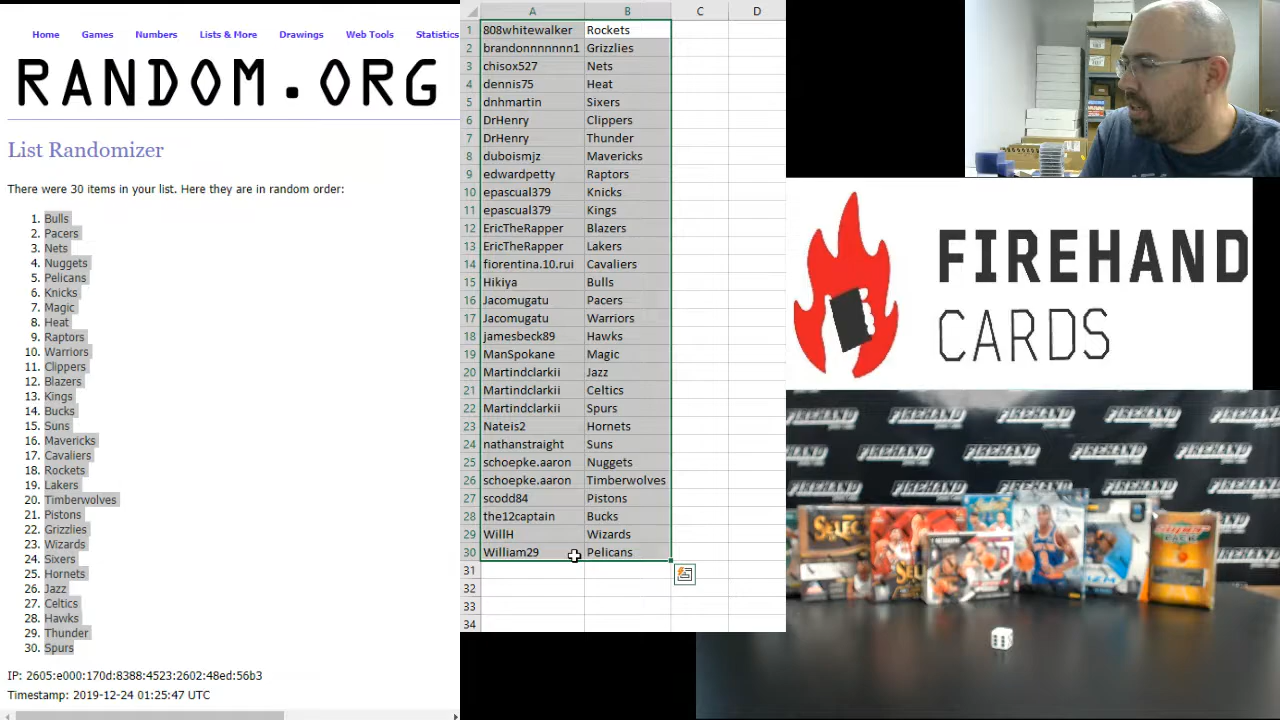 Home Games Numbers Lists & More Drawings Web Tools Statistics
RANDOM.ORG
List Randomizer
There were 30 items in your list. Here they are in random order:
1. Bulls
2. Pacers
3. Nets
4. Nuggets
5. Pelicans
6. Knicks
7. Magic
8. Heat
9. Raptors
10. Warriors
11. Clippers
12. Blazers
13. Kings
14. Bucks
15. Suns
16. Mavericks
17. Cavaliers
18. Rockets
19. Lakers
20. Timberwolves
21. Pistons
22. Grizzlies
23. Wizards
24. Sixers
25. Hornets
26. Jazz
27. Celtics
28. Hawks
29. Thunder
30. Spurs
IP: 2605:e000:170d:8388:4523:2602:48ed:56b3
Timestamp: 2019-12-24 01:25:47 UTC
A B C D
1 808whitewalker Rockets
2 brandonnnnnnn1 Grizzlies
3 chisox527 Nets
4 dennis75 Heat
5 dnhmartin Sixers
6 DrHenry Clippers
7 DrHenry Thunder
8 duboismjz Mavericks
9 edwardpetty Raptors
10 epascual379 Knicks
11 epascual379 Kings
12 EricTheRapper Blazers
13 EricTheRapper Lakers
14 fiorentina.10.rui Cavaliers
15 Hikiya Bulls
16 Jacomugatu Pacers
17 Jacomugatu Warriors
18 jamesbeck89 Hawks
19 ManSpokane Magic
20 Martindclarkii Jazz
21 Martindclarkii Celtics
22 Martindclarkii Spurs
23 Nateis2 Hornets
24 nathanstraight Suns
25 schoepke.aaron Nuggets
26 schoepke.aaron Timberwolves
27 scodd84 Pistons
28 the12captain Bucks
29 WillH Wizards
30 William29 Pelicans
31
32
33
34
FIREHAND
CARDS
FIREHAND FIREHAND FIREHAND
FIREHAND FIREHAND
FIREHAND FIREHAND
SELECT